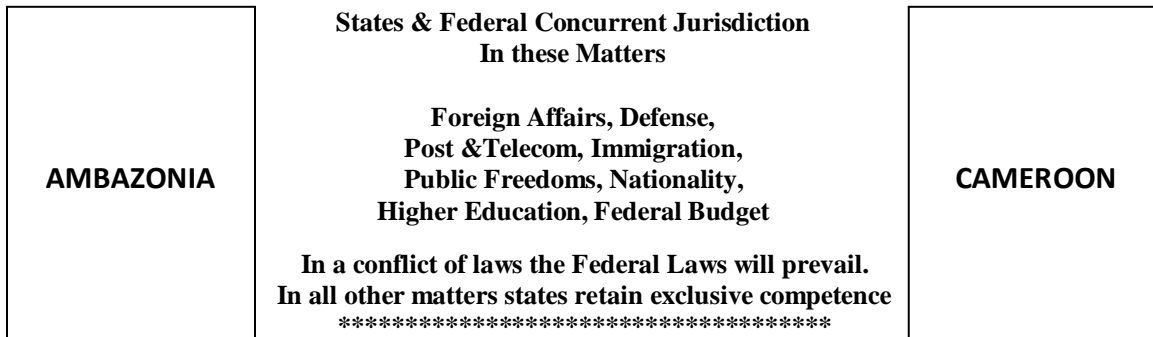 States & Federal Concurrent Jurisdiction
In these Matters
Foreign Affairs, Defense,
Post &Telecom, Immigration,
AMBAZONIA
Public Freedoms, Nationality,
CAMEROON
Higher Education, Federal Budget
In a conflict of laws the Federal Laws will prevail.
In all other matters states retain exclusive competence
*************************************